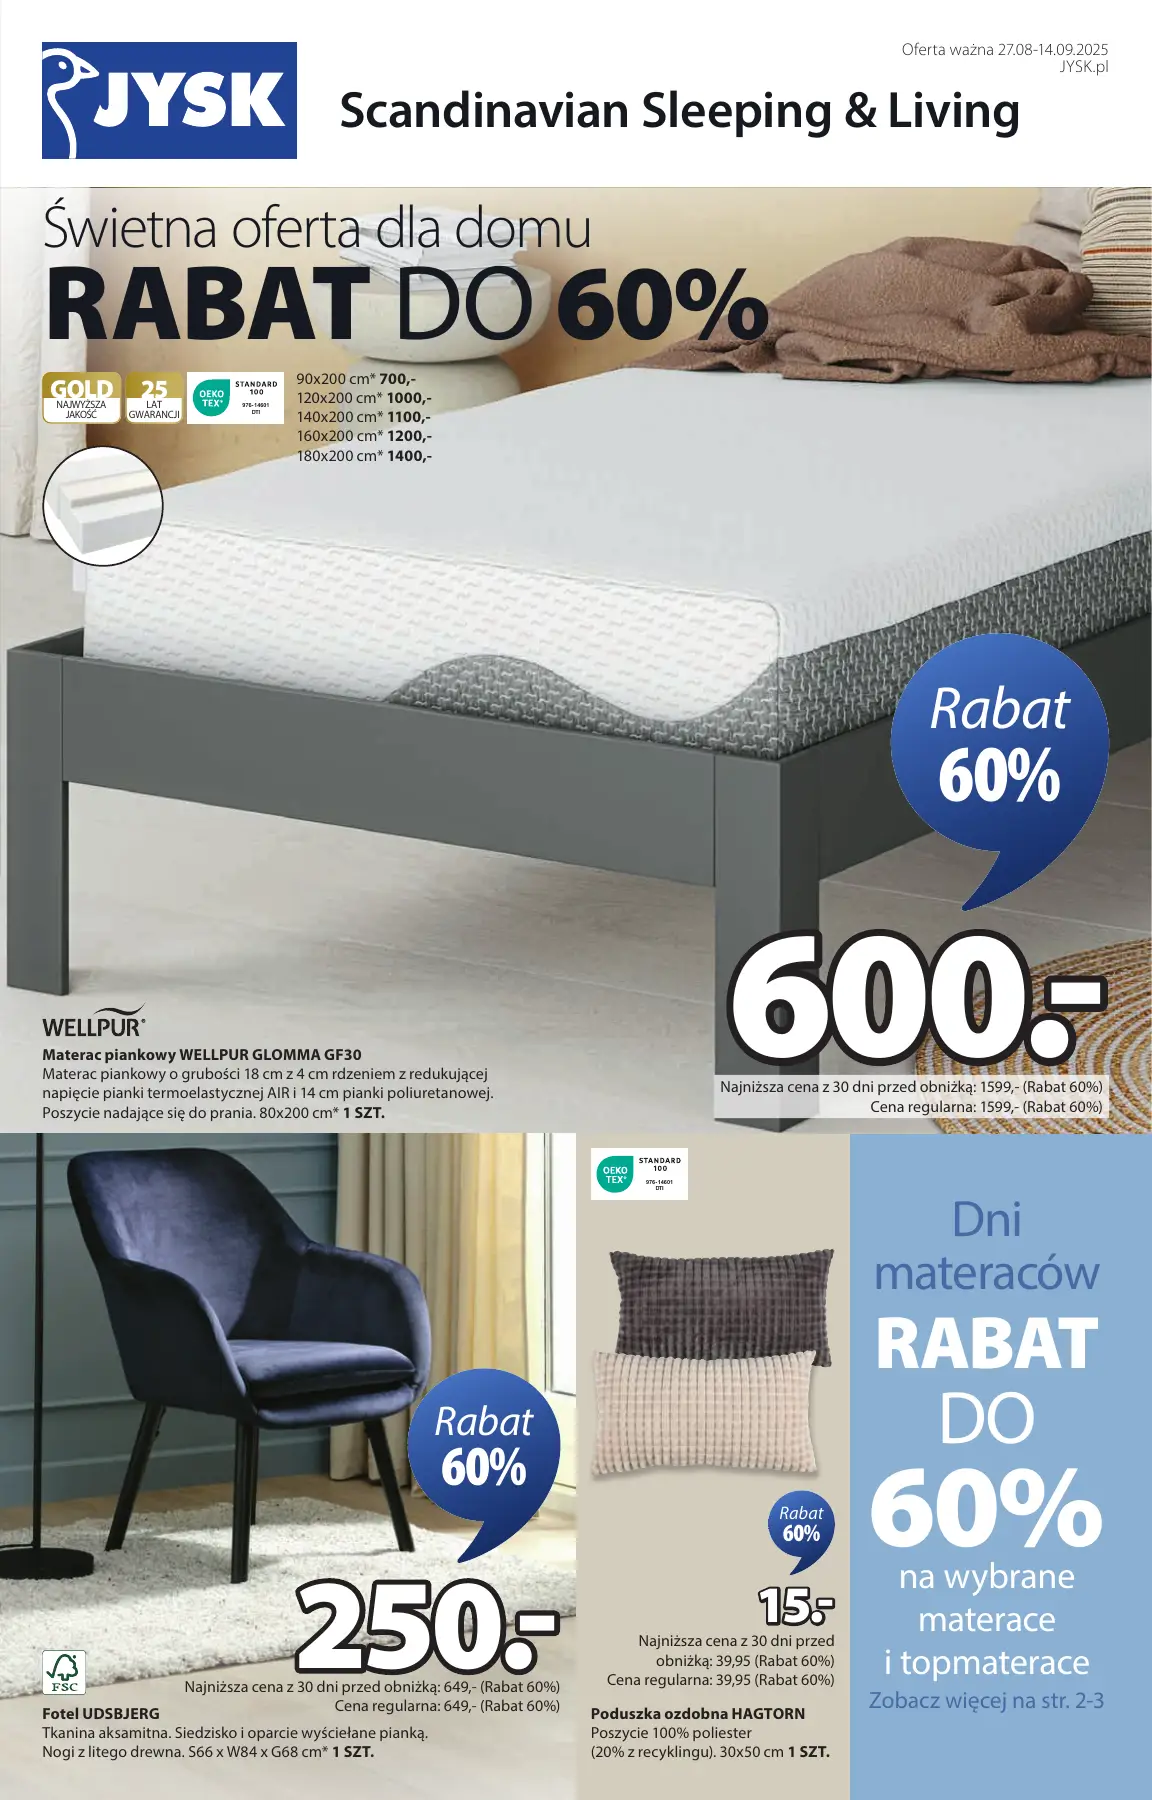 JYSK
Oferta ważna 27.08-14.09.2025
JYSK.pl
Scandinavian Sleeping & Living
Świetna oferta dla domu
RABAT DO 60%
GOLD
NAJWYŻSZA
JAKOŚĆ
25
LAT
GWARANCJI
OEKO
TEX®
STANDARD
100
976-14601
DTI
90x200 cm* 700,-
120x200 cm* 1000,-
140x200 cm* 1100,-
160x200 cm* 1200,-
180x200 cm* 1400,-
Rabat
60%
600.-
Najniższa cena z 30 dni przed obniżką: 1599,- (Rabat 60%)
Cena regularna: 1599,- (Rabat 60%)
WELLPUR®
Materac piankowy WELLPUR GLOMMA GF30
Materac piankowy o grubości 18 cm z 4 cm rdzeniem z redukującej
napięcie pianki termoelastycznej AIR i 14 cm pianki poliuretanowej.
Poszycie nadające się do prania. 80x200 cm* 1 SZT.
Rabat
60%
250.-
Najniższa cena z 30 dni przed obniżką: 649,- (Rabat 60%)
Cena regularna: 649,- (Rabat 60%)
FSC
Fotel UDSBJERG
Tkanina aksamitna. Siedzisko i oparcie wyściełane pianką.
Nogi z litego drewna. S66 x W84 x G68 cm* 1 SZT.
OEKO
TEX®
STANDARD
100
976-14601
DTI
Rabat
60%
15.-
Najniższa cena z 30 dni przed
obniżką: 39,95 (Rabat 60%)
Cena regularna: 39,95 (Rabat 60%)
Poduszka ozdobna HAGTORN
Poszycie 100% poliester
(20% z recyklingu). 30x50 cm 1 SZT.
Dni
materaców
RABAT
DO
60%
na wybrane
materace
i topmaterace
Zobacz więcej na str. 2-3